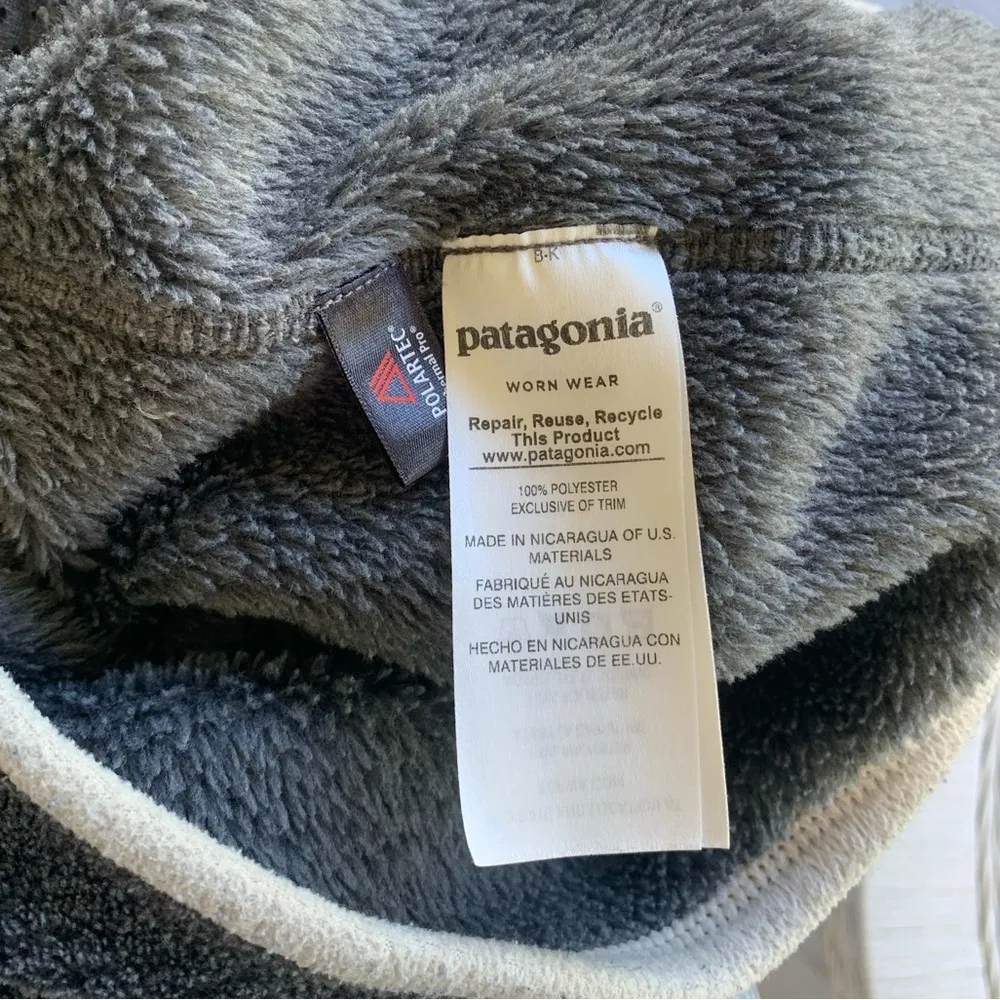 B-K
patagonia®
WORN WEAR
Repair, Reuse, Recycle
This Product
www.patagonia.com
100% POLYESTER
EXCLUSIVE OF TRIM
MADE IN NICARAGUA OF U.S.
MATERIALS
FABRIQUÉ AU NICARAGUA
DES MATIÈRES DES ETATS-
UNIS
HECHO EN NICARAGUA CON
MATERIALES DE EE.UU.
POLARTEC®
Pro®